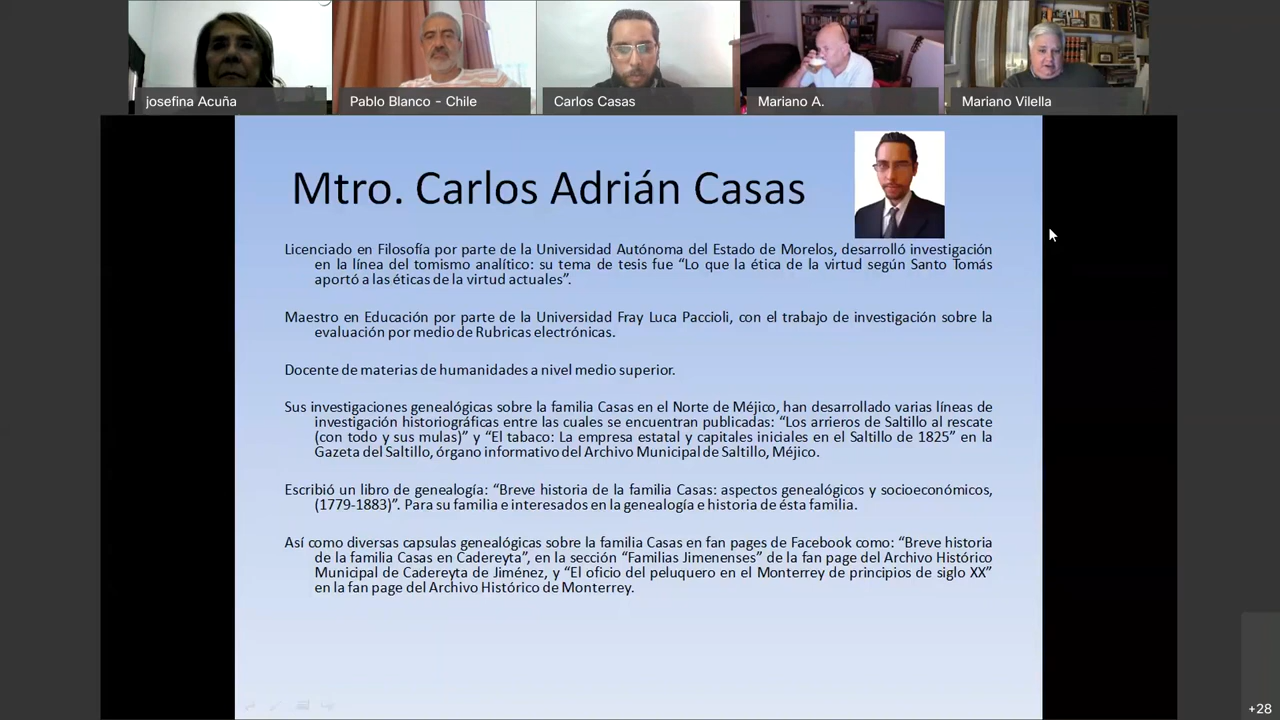 josefina Acuña
Pablo Blanco - Chile
Carlos Casas
Mariano A.
Mariano Vilella
Mtro. Carlos Adrián Casas
Licenciado en Filosofía por parte de la Universidad Autónoma del Estado de Morelos, desarrolló investigación
en la línea del tomismo analítico: su tema de tesis fue “Lo que la ética de la virtud según Santo Tomás
aportó a las éticas de la virtud actuales”.
Maestro en Educación por parte de la Universidad Fray Luca Paccioli, con el trabajo de investigación sobre la
evaluación por medio de Rubricas electrónicas.
Docente de materias de humanidades a nivel medio superior.
Sus investigaciones genealógicas sobre la familia Casas en el Norte de Méjico, han desarrollado varias líneas de
investigación historiográficas entre las cuales se encuentran publicadas: “Los arrieros de Saltillo al rescate
(con todo y sus mulas)” y “El tabaco: La empresa estatal y capitales iniciales en el Saltillo de 1825” en la
Gazeta del Saltillo, órgano informativo del Archivo Municipal de Saltillo, Méjico.
Escribió un libro de genealogía: “Breve historia de la familia Casas: aspectos genealógicos y socioeconómicos,
(1779-1883)”. Para su familia e interesados en la genealogía e historia de ésta familia.
Así como diversas capsulas genealógicas sobre la familia Casas en fan pages de Facebook como: “Breve historia
de la familia Casas en Cadereyta”, en la sección “Familias Jimenenses” de la fan page del Archivo Histórico
Municipal de Cadereyta de Jiménez, y “El oficio del peluquero en el Monterrey de principios de siglo XX”
en la fan page del Archivo Histórico de Monterrey.
+28